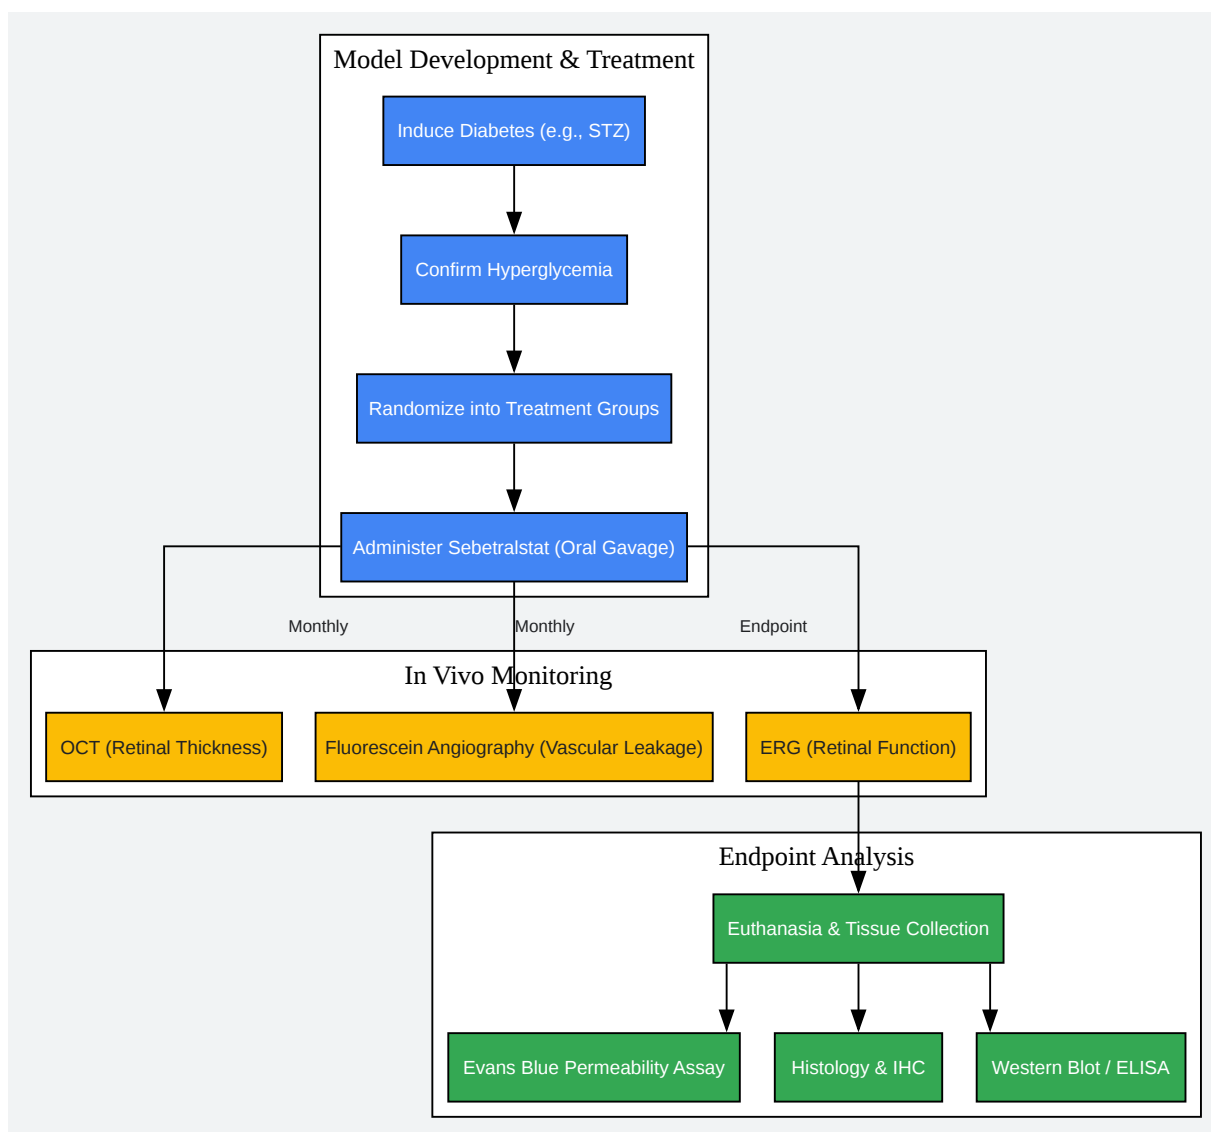 Model Development & Treatment
Induce Diabetes (e.g., STZ)
Confirm Hyperglycemia
Randomize into Treatment Groups
Administer Sebetralstat (Oral Gavage)
Monthly
Monthly
Endpoint
In Vivo Monitoring
OCT (Retinal Thickness)
Fluorescein Angiography (Vascular Leakage)
ERG (Retinal Function)
Endpoint Analysis
Euthanasia & Tissue Collection
Evans Blue Permeability Assay
Histology & IHC
Western Blot / ELISA